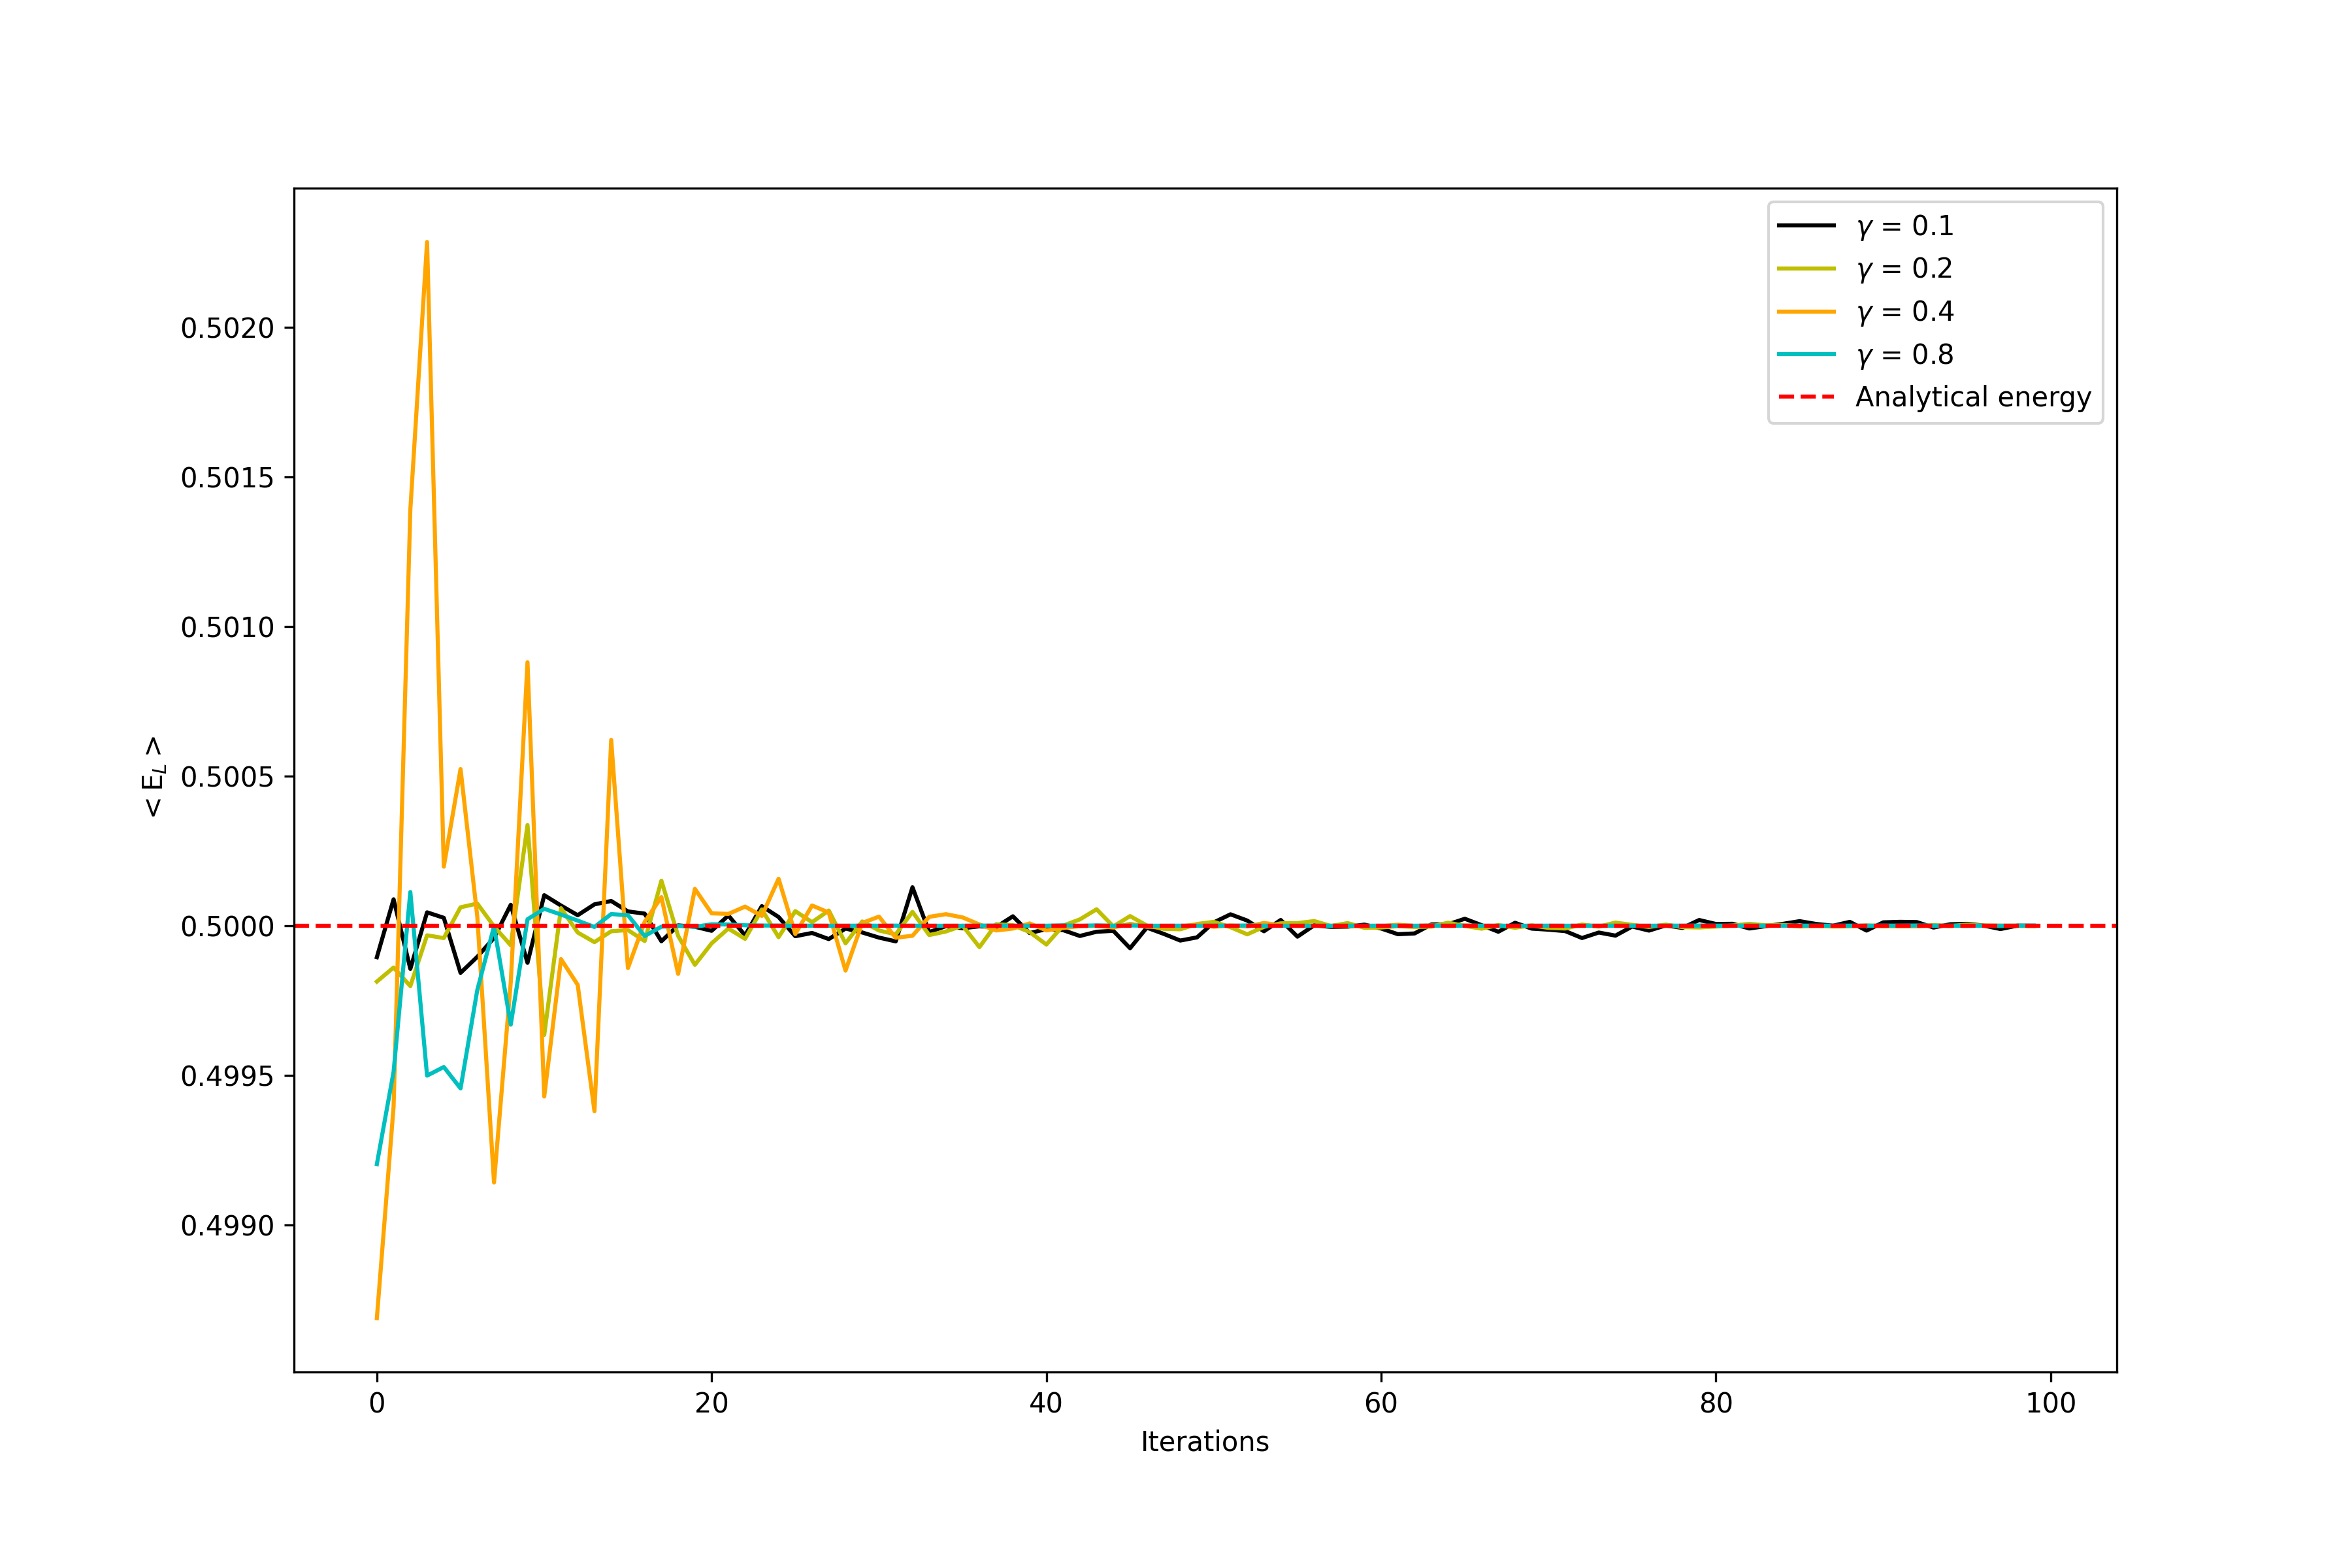 γ = 0.1
γ = 0.2
γ = 0.4
γ = 0.8
Analytical energy
0.5020
0.5015
0.5010
0.5005
0.5000
0.4995
0.4990
< E_L >
0 20 40 60 80 100
Iterations